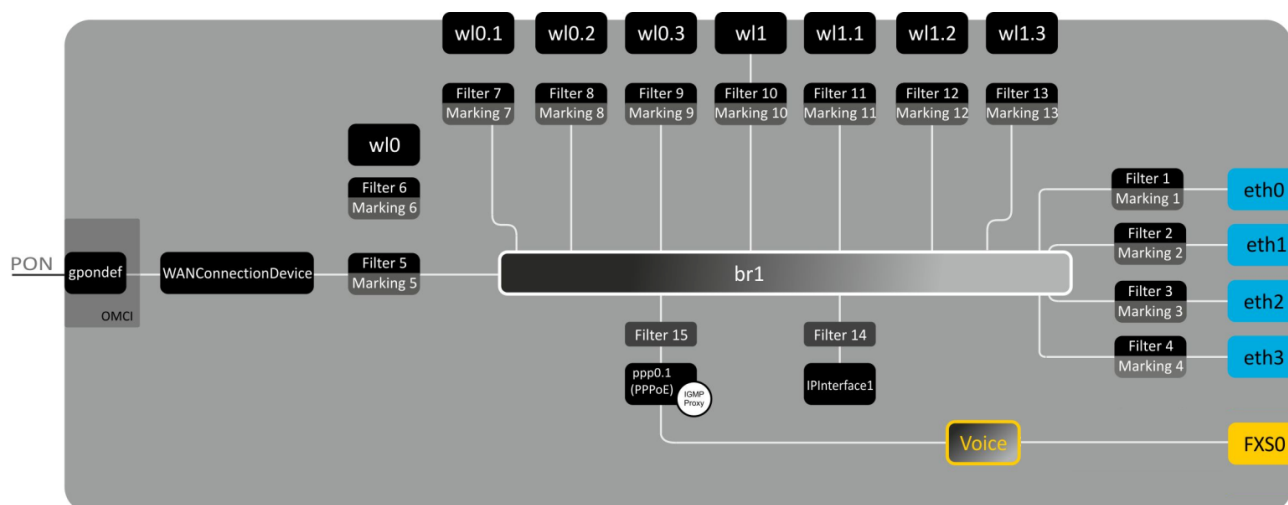 wl0.1
wl0.2
wl0.3
wl1
wl1.1
wl1.2
wl1.3
Filter 7
Marking 7
Filter 8
Marking 8
Filter 9
Marking 9
Filter 10
Marking 10
Filter 11
Marking 11
Filter 12
Marking 12
Filter 13
Marking 13
wl0
Filter 6
Marking 6
Filter 1
Marking 1
eth0
Filter 2
Marking 2
eth1
PON
gpondef
OMCI
WANConnectionDevice
Filter 5
Marking 5
br1
Filter 3
Marking 3
eth2
Filter 15
Filter 14
Filter 4
Marking 4
eth3
ppp0.1
(PPPoE)
IGMP
Proxy
IPInterface1
Voice
FXS0